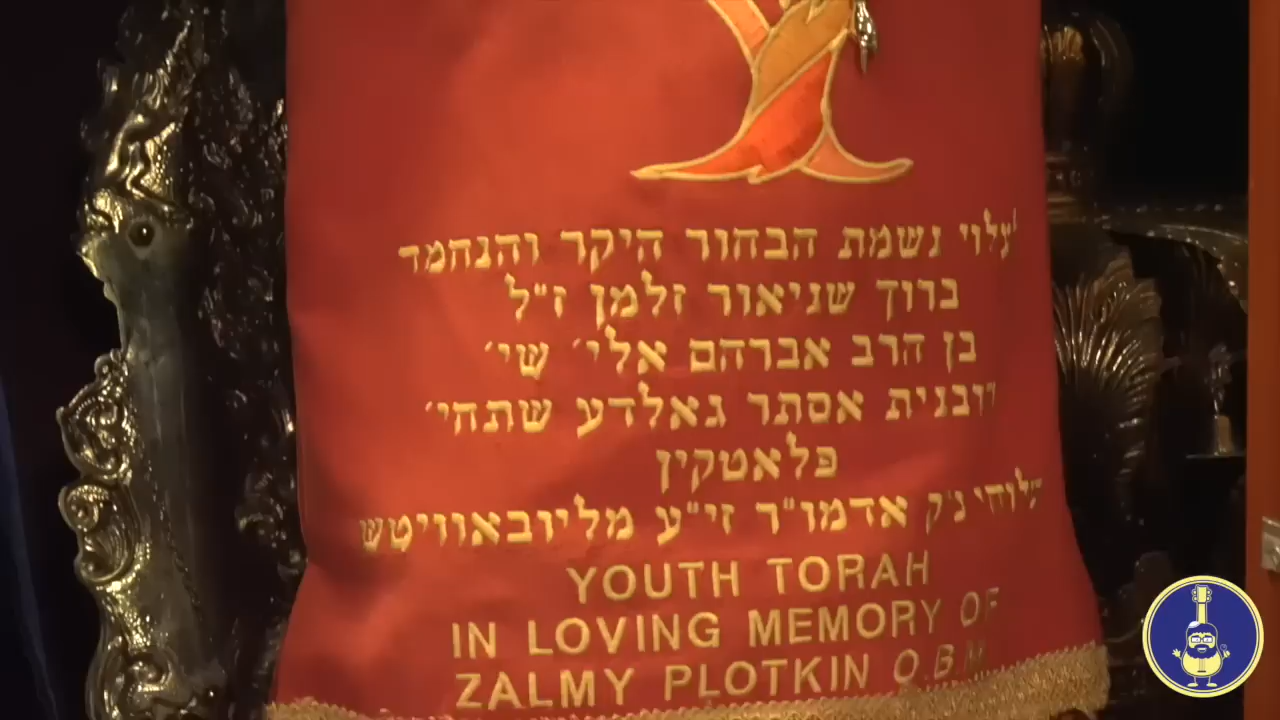 לעלוי נשמת הבחור היקר והנחמד
ברוך שניאור זלמן ז״ל
בן הרב אברהם אלי׳ שי׳
ורבנית אסתר גאלדע שתחי׳
פלאטקין
שלוחי כ״ק אדמו״ר זי״ע מליובאוויטש
YOUTH TORAH
IN LOVING MEMORY OF
ZALMY PLOTKIN O.B.M.